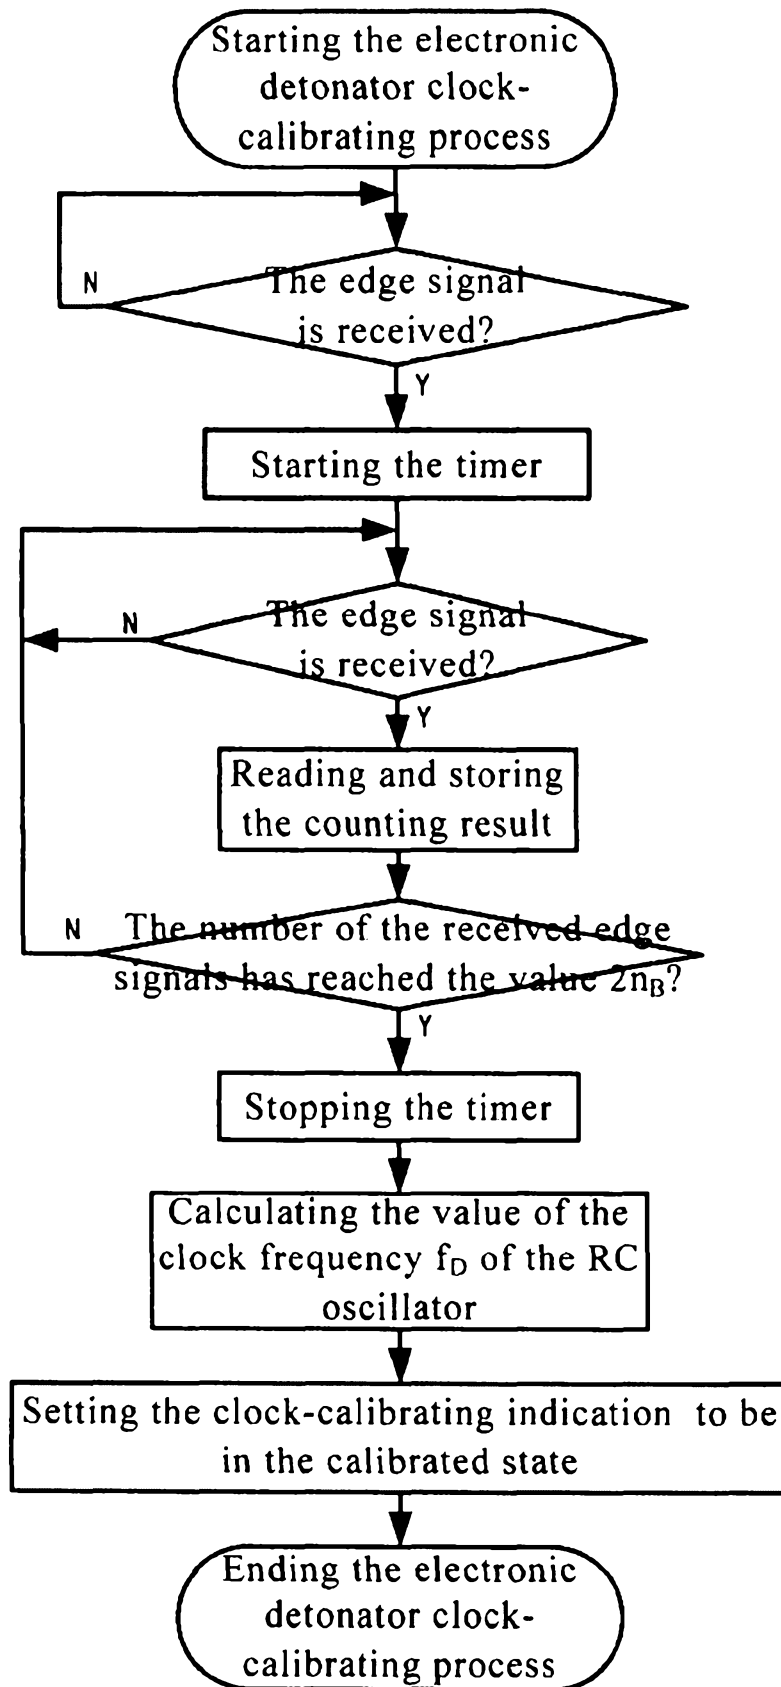 Starting the electronic
detonator clock-
calibrating process
N
The edge signal
is received?
Y
Starting the timer
N
The edge signal
is received?
Y
Reading and storing
the counting result
N
The number of the received edge
signals has reached the value 2nB?
Y
Stopping the timer
Calculating the value of the
clock frequency fD of the RC
oscillator
Setting the clock-calibrating indication to be
in the calibrated state
Ending the electronic
detonator clock-
calibrating process